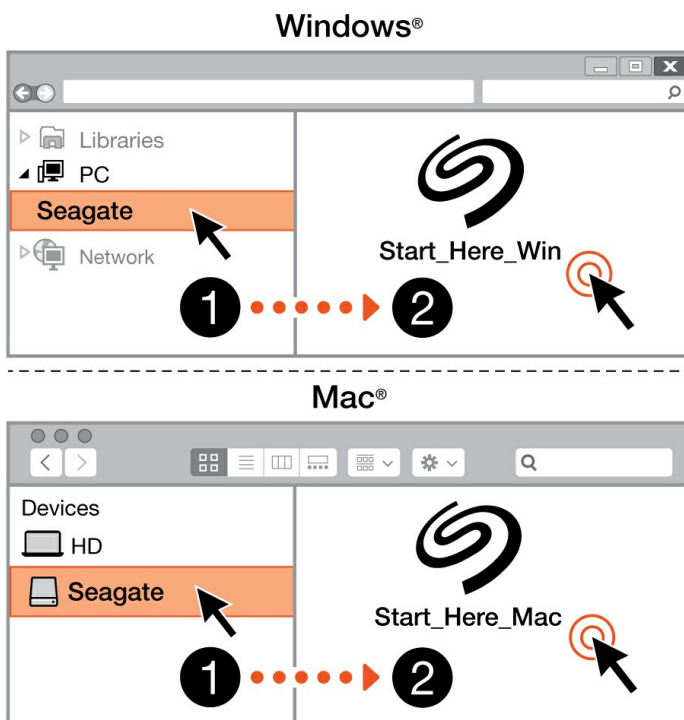 Windows®
Libraries
PC
Seagate
Network
Start_Here_Win
1
2
Mac®
Devices
HD
Seagate
Start_Here_Mac
1
2